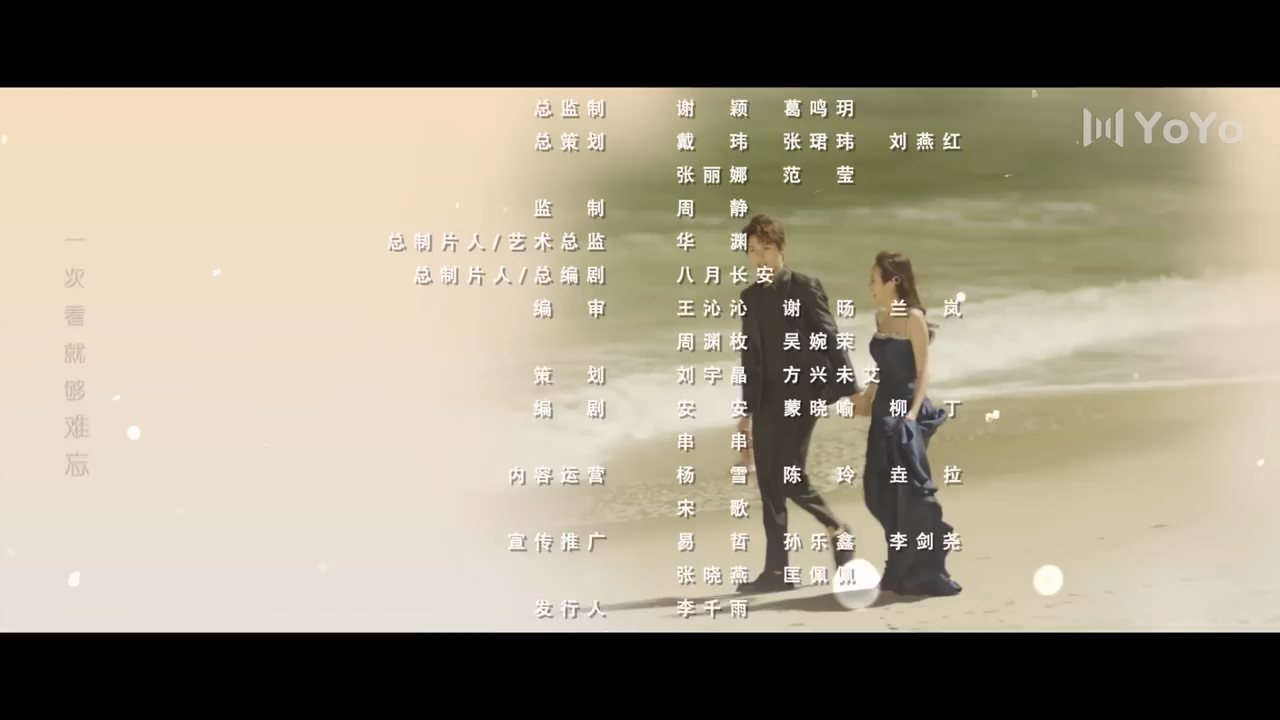 总监制 谢颖 葛鸣玥
总策划 戴玮 张珺玮 刘燕红
张丽娜 范莹
监制 周静
总制片人/艺术总监 华渊
总制片人/总编剧 八月长安
编审 王沁沁 谢旸 兰岚
周渊枚 吴婉荣
策划 刘宇晶 方兴未艾
编剧 安安 蒙晓喻 柳丁
串串
内容运营 杨雪 陈玲 垚拉
宋歌
宣传推广 易哲 孙乐鑫 李剑尧
张晓燕 匡佩
发行人 李千雨
一次看就够难忘
YoYo